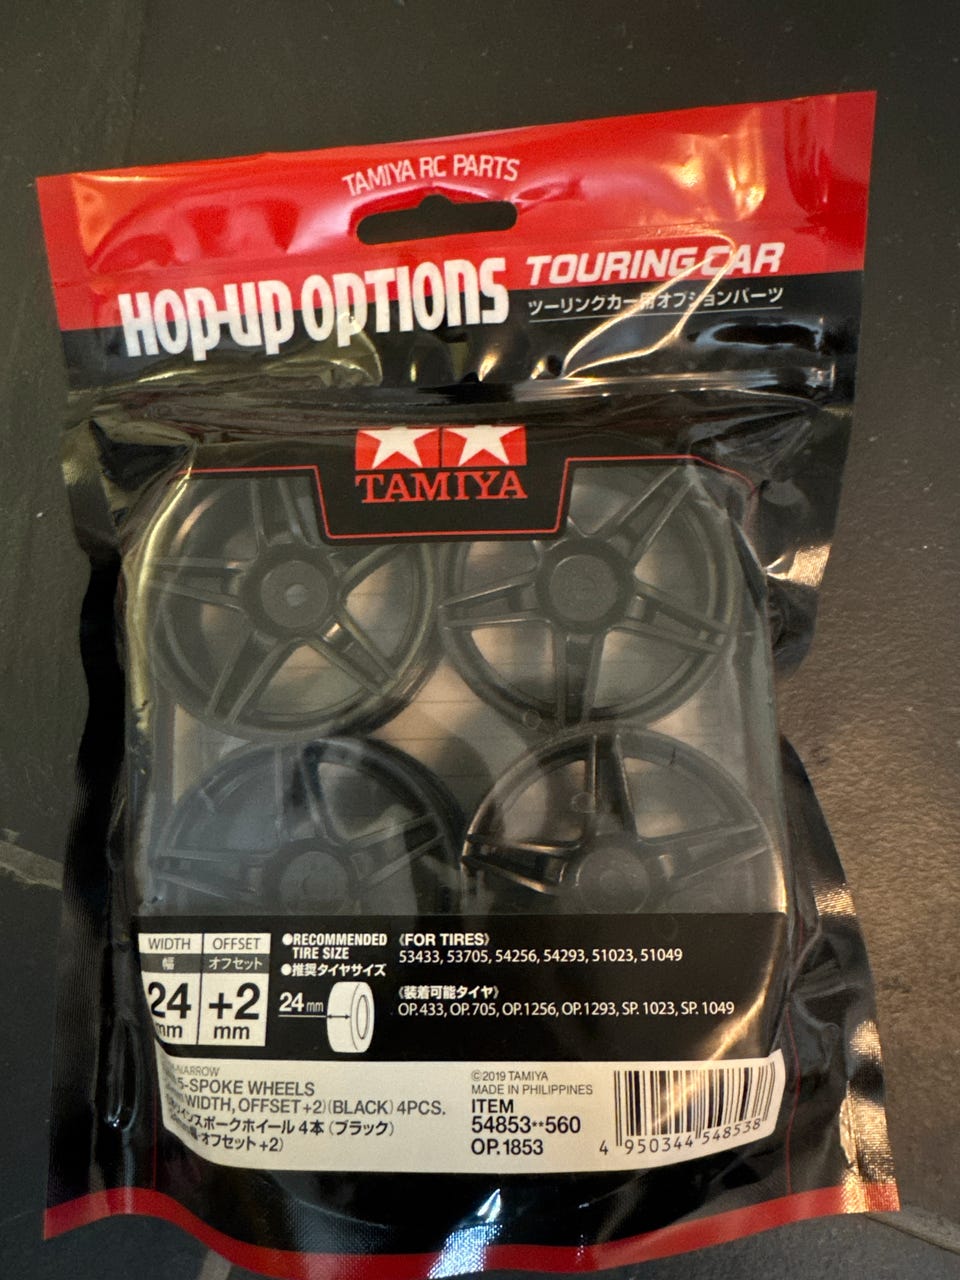 TAMIYA RC PARTS
HOP-UP OPTIONS
TOURING CAR
ツーリングカー用オプションパーツ
TAMIYA
WIDTH OFFSET
幅 オフセット
24 mm +2 mm
●RECOMMENDED TIRE SIZE
●推奨タイヤサイズ
24 mm
《FOR TIRES》
53433, 53705, 54256, 54293, 51023, 51049
《装着可能タイヤ》
OP.433, OP.705, OP.1256, OP.1293, SP.1023, SP.1049
NARROW
5-SPOKE WHEELS
WIDTH, OFFSET +2) (BLACK) 4PCS.
スポークホイール 4本 (ブラック)
オフセット +2)
©2019 TAMIYA
MADE IN PHILIPPINES
ITEM
54853**560
OP.1853
4 950344 548538